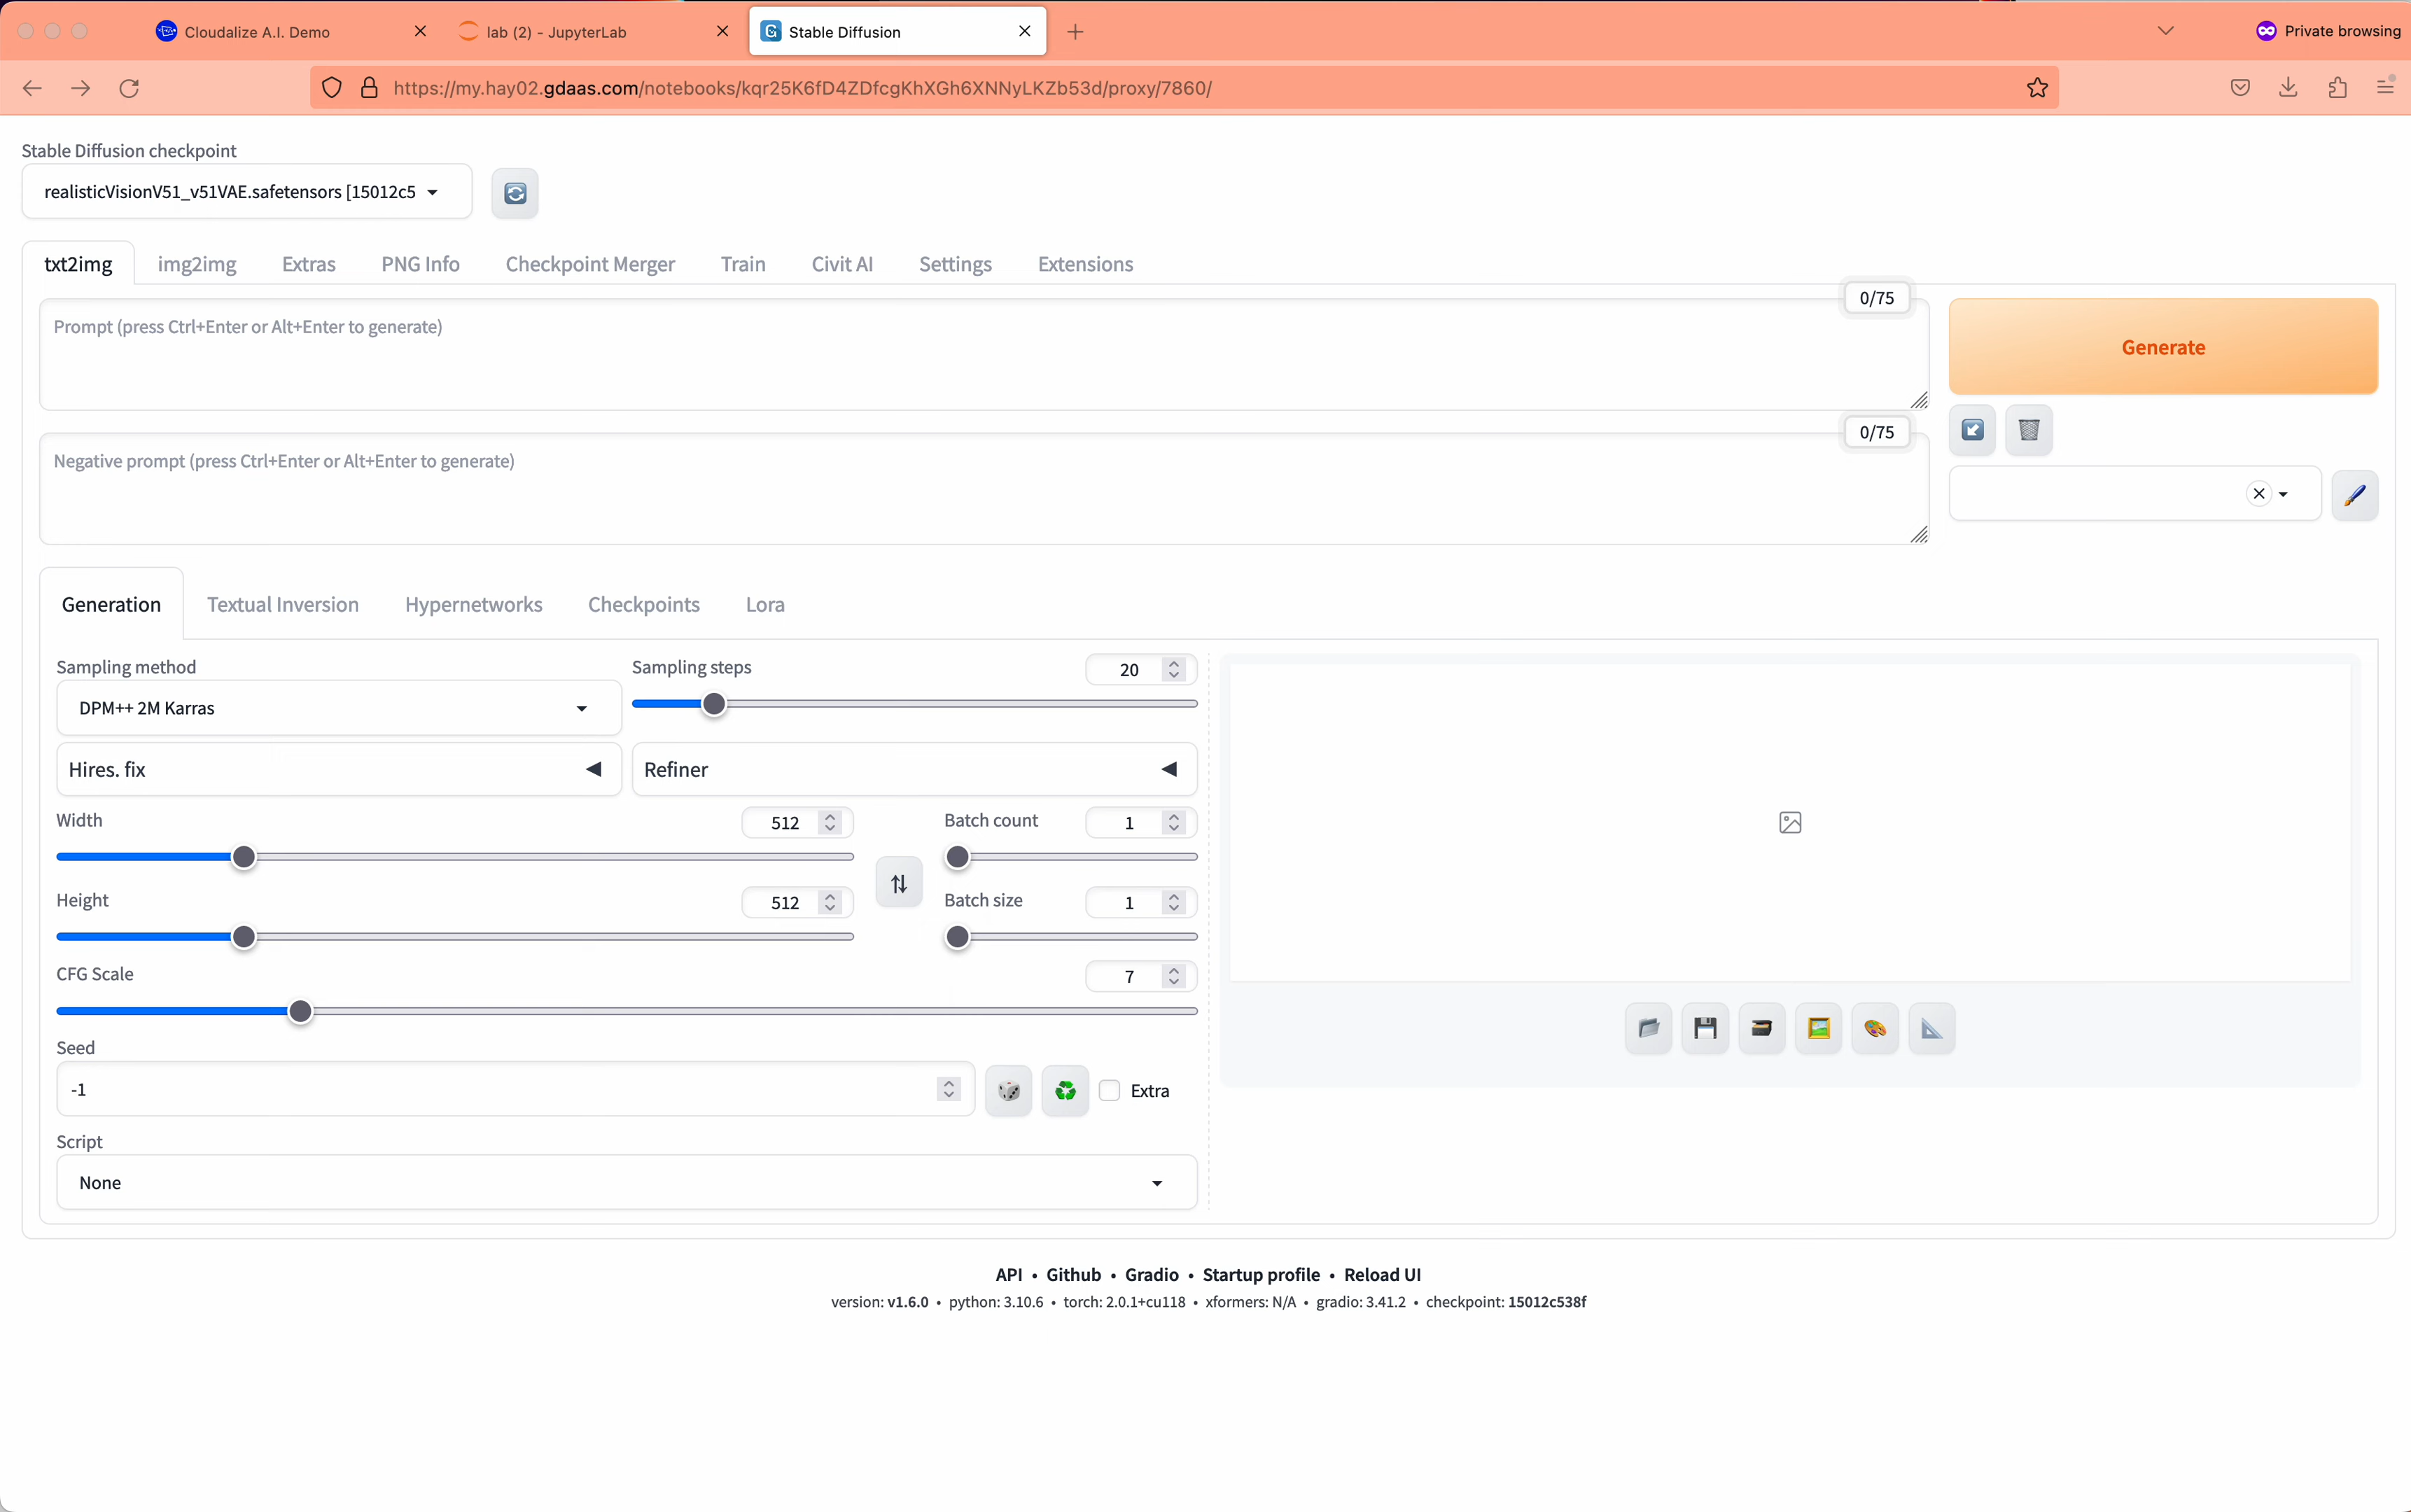 Cloudalize A.I. Demo
lab (2) - JupyterLab
Stable Diffusion
Private browsing
https://my.hay02.gdaas.com/notebooks/kqr25K6fD4ZDfcgKhXGh6XNNyLKZb53d/proxy/7860/
Stable Diffusion checkpoint
realisticVisionV51_v51VAE.safetensors [15012c5
txt2img img2img Extras PNG Info Checkpoint Merger Train Civit AI Settings Extensions
0/75
Prompt (press Ctrl+Enter or Alt+Enter to generate)
Generate
0/75
Negative prompt (press Ctrl+Enter or Alt+Enter to generate)
Generation Textual Inversion Hypernetworks Checkpoints Lora
Sampling method
DPM++ 2M Karras
Sampling steps 20
Hires. fix
Refiner
Width 512
Batch count 1
Height 512
Batch size 1
CFG Scale 7
Seed
-1
Extra
Script
None
API • Github • Gradio • Startup profile • Reload UI
version: v1.6.0 • python: 3.10.6 • torch: 2.0.1+cu118 • xformers: N/A • gradio: 3.41.2 • checkpoint: 15012c538f